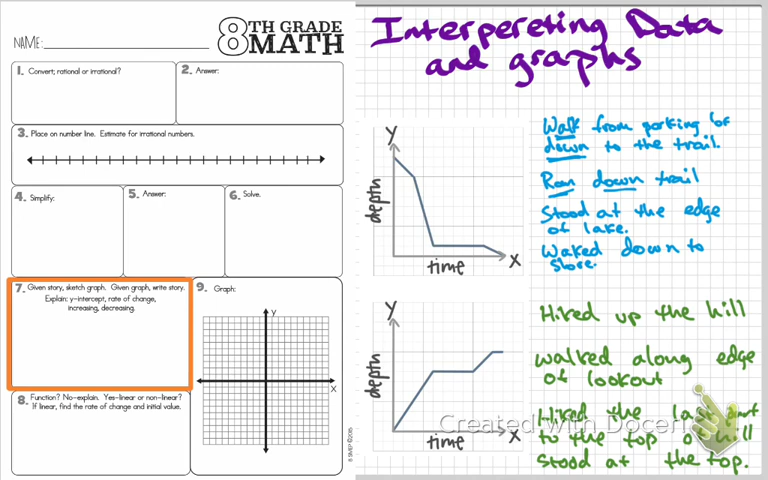 NAME:
8TH GRADE MATH
1. Convert; rational or irrational?
2. Answer:
3. Place on number line. Estimate for irrational numbers.
4. Simplify:
5. Answer:
6. Solve.
7. Given story, sketch graph. Given graph, write story.
Explain: y-intercept, rate of change,
increasing, decreasing.
9. Graph:
Y
X
8. Function? No-explain. Yes-linear or non-linear?
If linear, find the rate of change and initial value.
Interpereting Data
and graphs
Y
depth
time
X
Walk from parking lot
down to the trail.
Ran down trail
Stood at the edge
of lake.
Waked down to
shore.
Y
depth
time
X
Hiked up the hill
walked along edge
of lookout
Hiked the last part
to the top of hill
stood at the top.
Created with Doceri